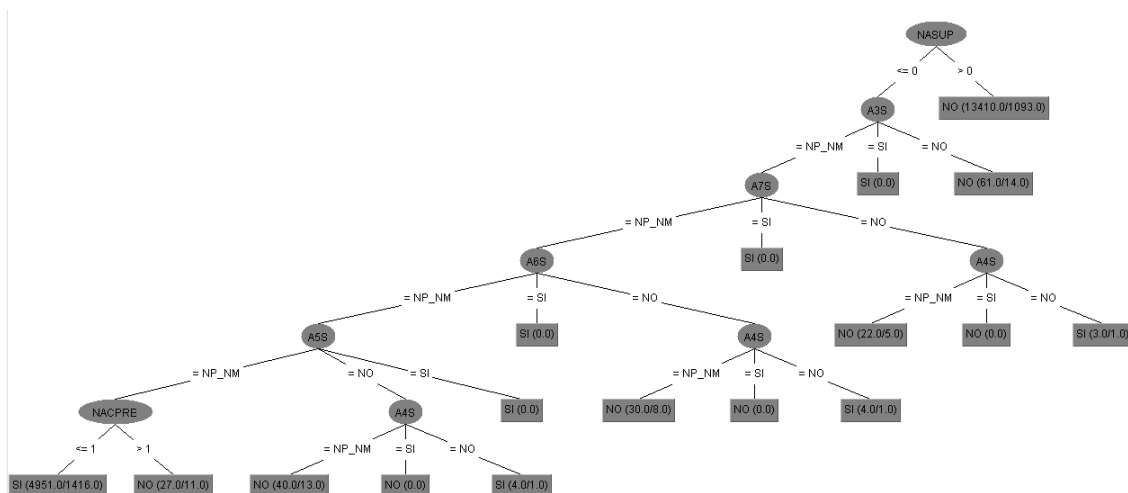 NASUP
<= 0 > 0
A3S NO (13410.0/1093.0)
= NP_NM = SI = NO
A7S SI (0.0) NO (61.0/14.0)
= NP_NM = SI = NO
A6S SI (0.0) A4S
= NP_NM = SI = NO = NP_NM = SI = NO
A5S SI (0.0) A4S NO (22.0/5.0) NO (0.0) SI (3.0/1.0)
= NP_NM = NO = SI = NP_NM = SI = NO
NACPRE A4S SI (0.0) NO (30.0/8.0) NO (0.0) SI (4.0/1.0)
<= 1 > 1 = NP_NM = SI = NO
SI (4951.0/1416.0) NO (27.0/11.0) NO (40.0/13.0) NO (0.0) SI (4.0/1.0)